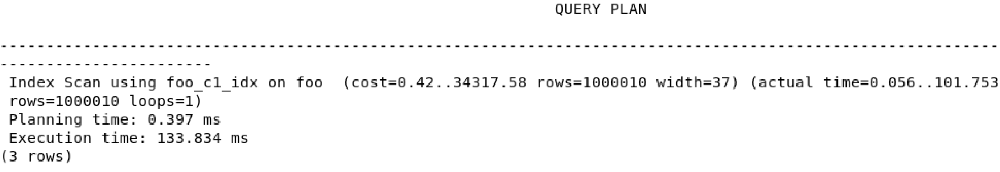 QUERY PLAN
------------------------------------------------------------------------------------------------------------
-----------------------
Index Scan using foo_c1_idx on foo  (cost=0.42..34317.58 rows=1000010 width=37) (actual time=0.056..101.753
rows=1000010 loops=1)
Planning time: 0.397 ms
Execution time: 133.834 ms
(3 rows)